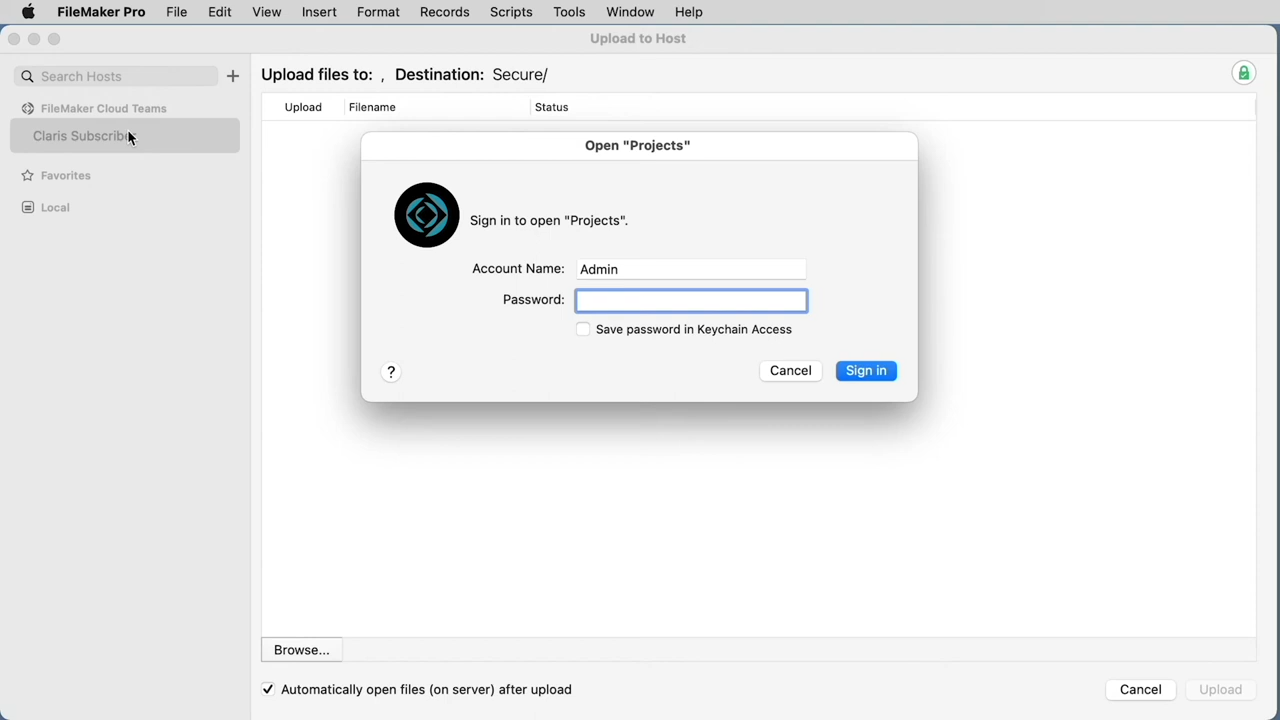 FileMaker Pro File Edit View Insert Format Records Scripts Tools Window Help
Upload to Host
Search Hosts +
FileMaker Cloud Teams
Claris Subscribe
Favorites
Local
Upload files to: , Destination: Secure/
Upload Filename Status
Open "Projects"
Sign in to open "Projects".
Account Name: Admin
Password:
Save password in Keychain Access
? Cancel Sign in
Browse...
Automatically open files (on server) after upload
Cancel Upload